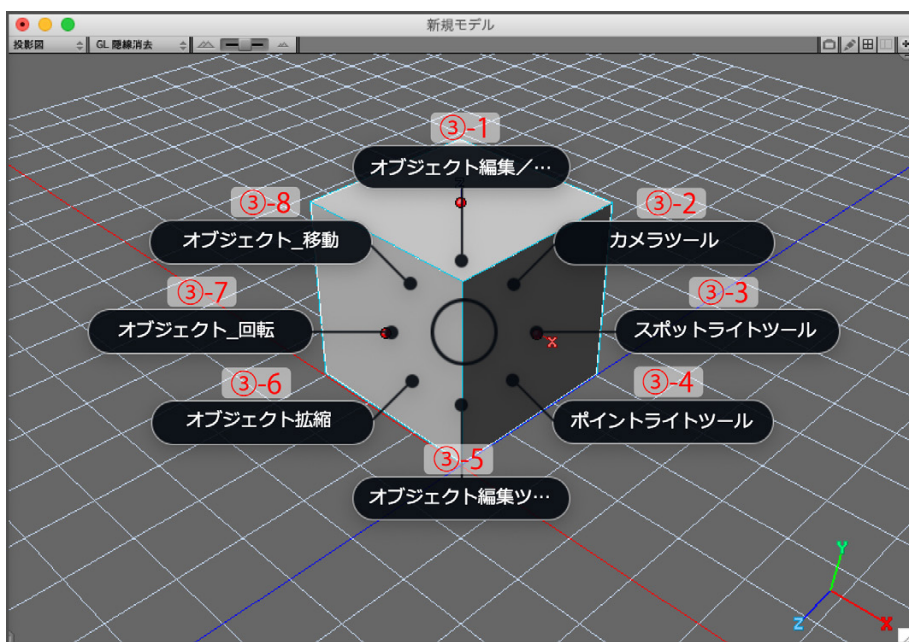 新規モデル
投影図 GL 隠線消去
③-1
オブジェクト編集／…
③-8
③-2
オブジェクト_移動
カメラツール
③-7
③-3
オブジェクト_回転
スポットライトツール
X
③-6
③-4
オブジェクト拡縮
ポイントライトツール
③-5
オブジェクト編集ツ…
Y
Z
X